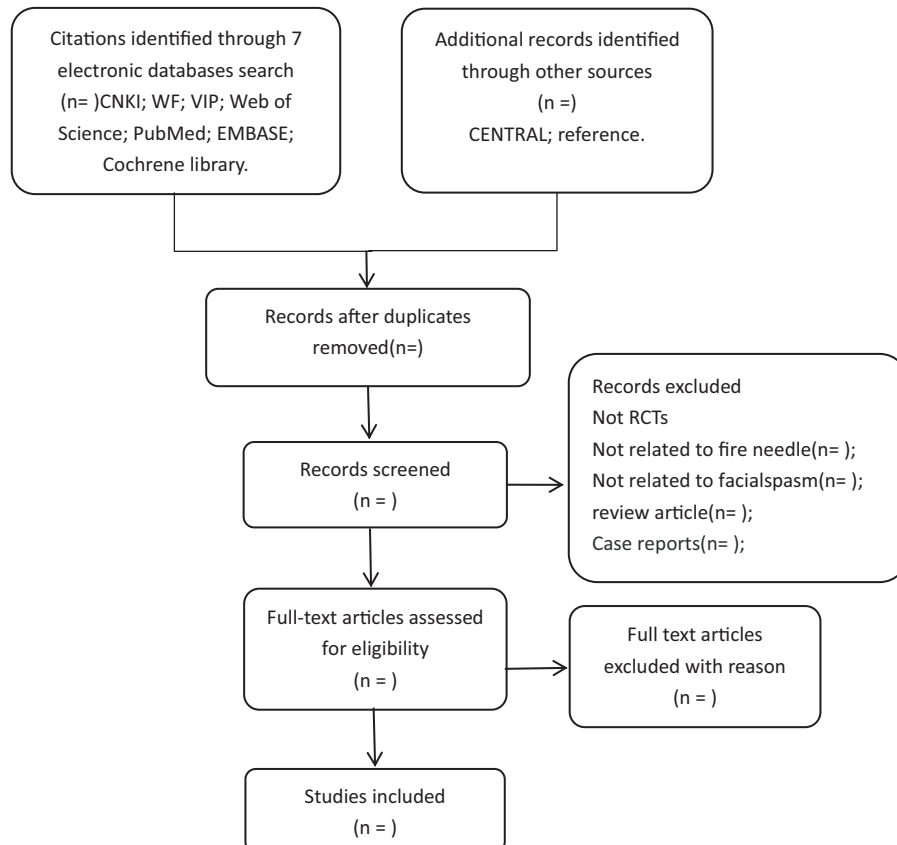 Citations identified through 7
electronic databases search
(n= )CNKI; WF; VIP; Web of
Science; PubMed; EMBASE;
Cochrene library.
Additional records identified
through other sources
(n =)
CENTRAL; reference.
Records after duplicates
removed(n=)
Records screened
(n = )
Records excluded
Not RCTs
Not related to fire needle(n= );
Not related to facialspasm(n= );
review article(n= );
Case reports(n= );
Full-text articles assessed
for eligibility
(n = )
Full text articles
excluded with reason
(n = )
Studies included
(n = )